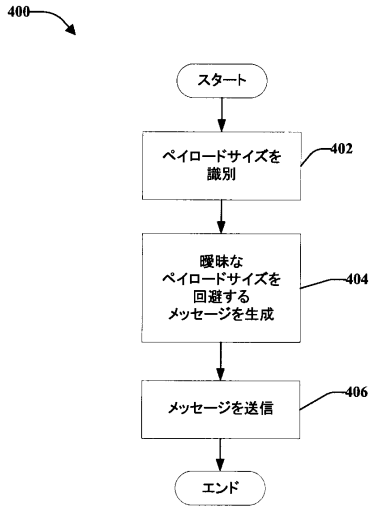 400
スタート
ペイロードサイズを
識別
402
曖昧な
ペイロードサイズを
回避する
メッセージを生成
404
メッセージを送信
406
エンド